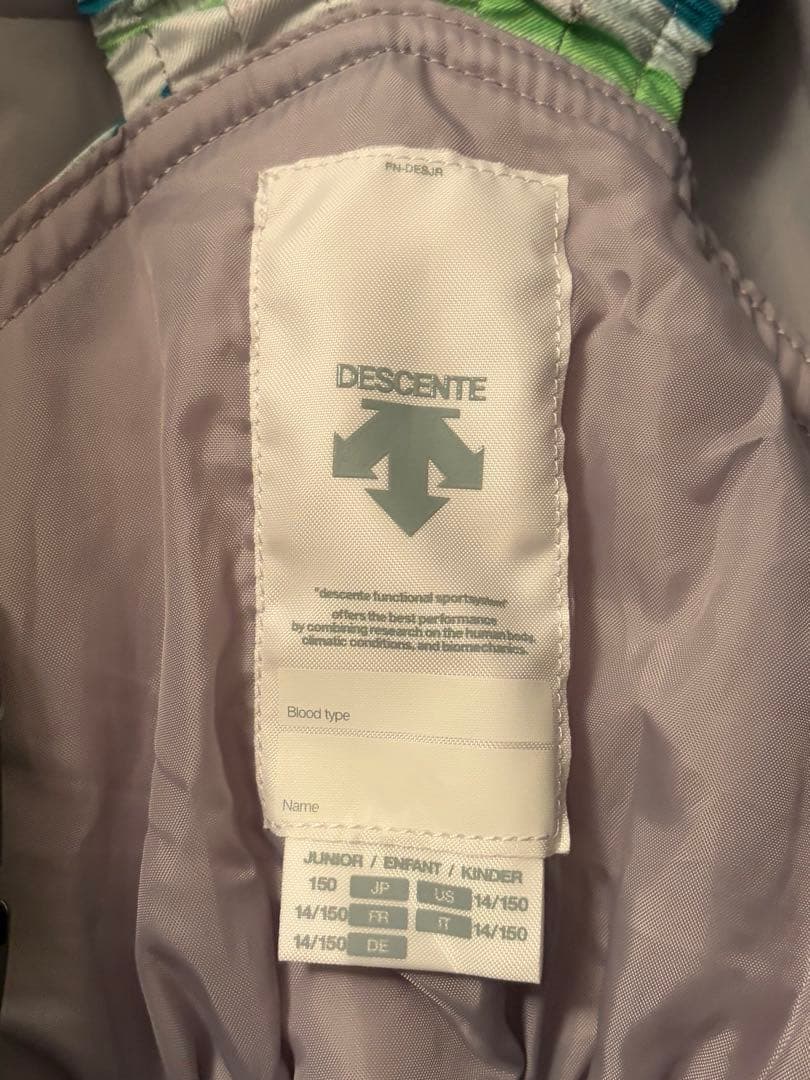 PN-DESJR
DESCENTE
"descente functional sportsystem"
offers the best performance
by combining research on the human body,
climatic conditions, and biomechanics.
Blood type
Name
JUNIOR / ENFANT / KINDER
150 JP US 14/150
14/150 FR IT 14/150
14/150 DE